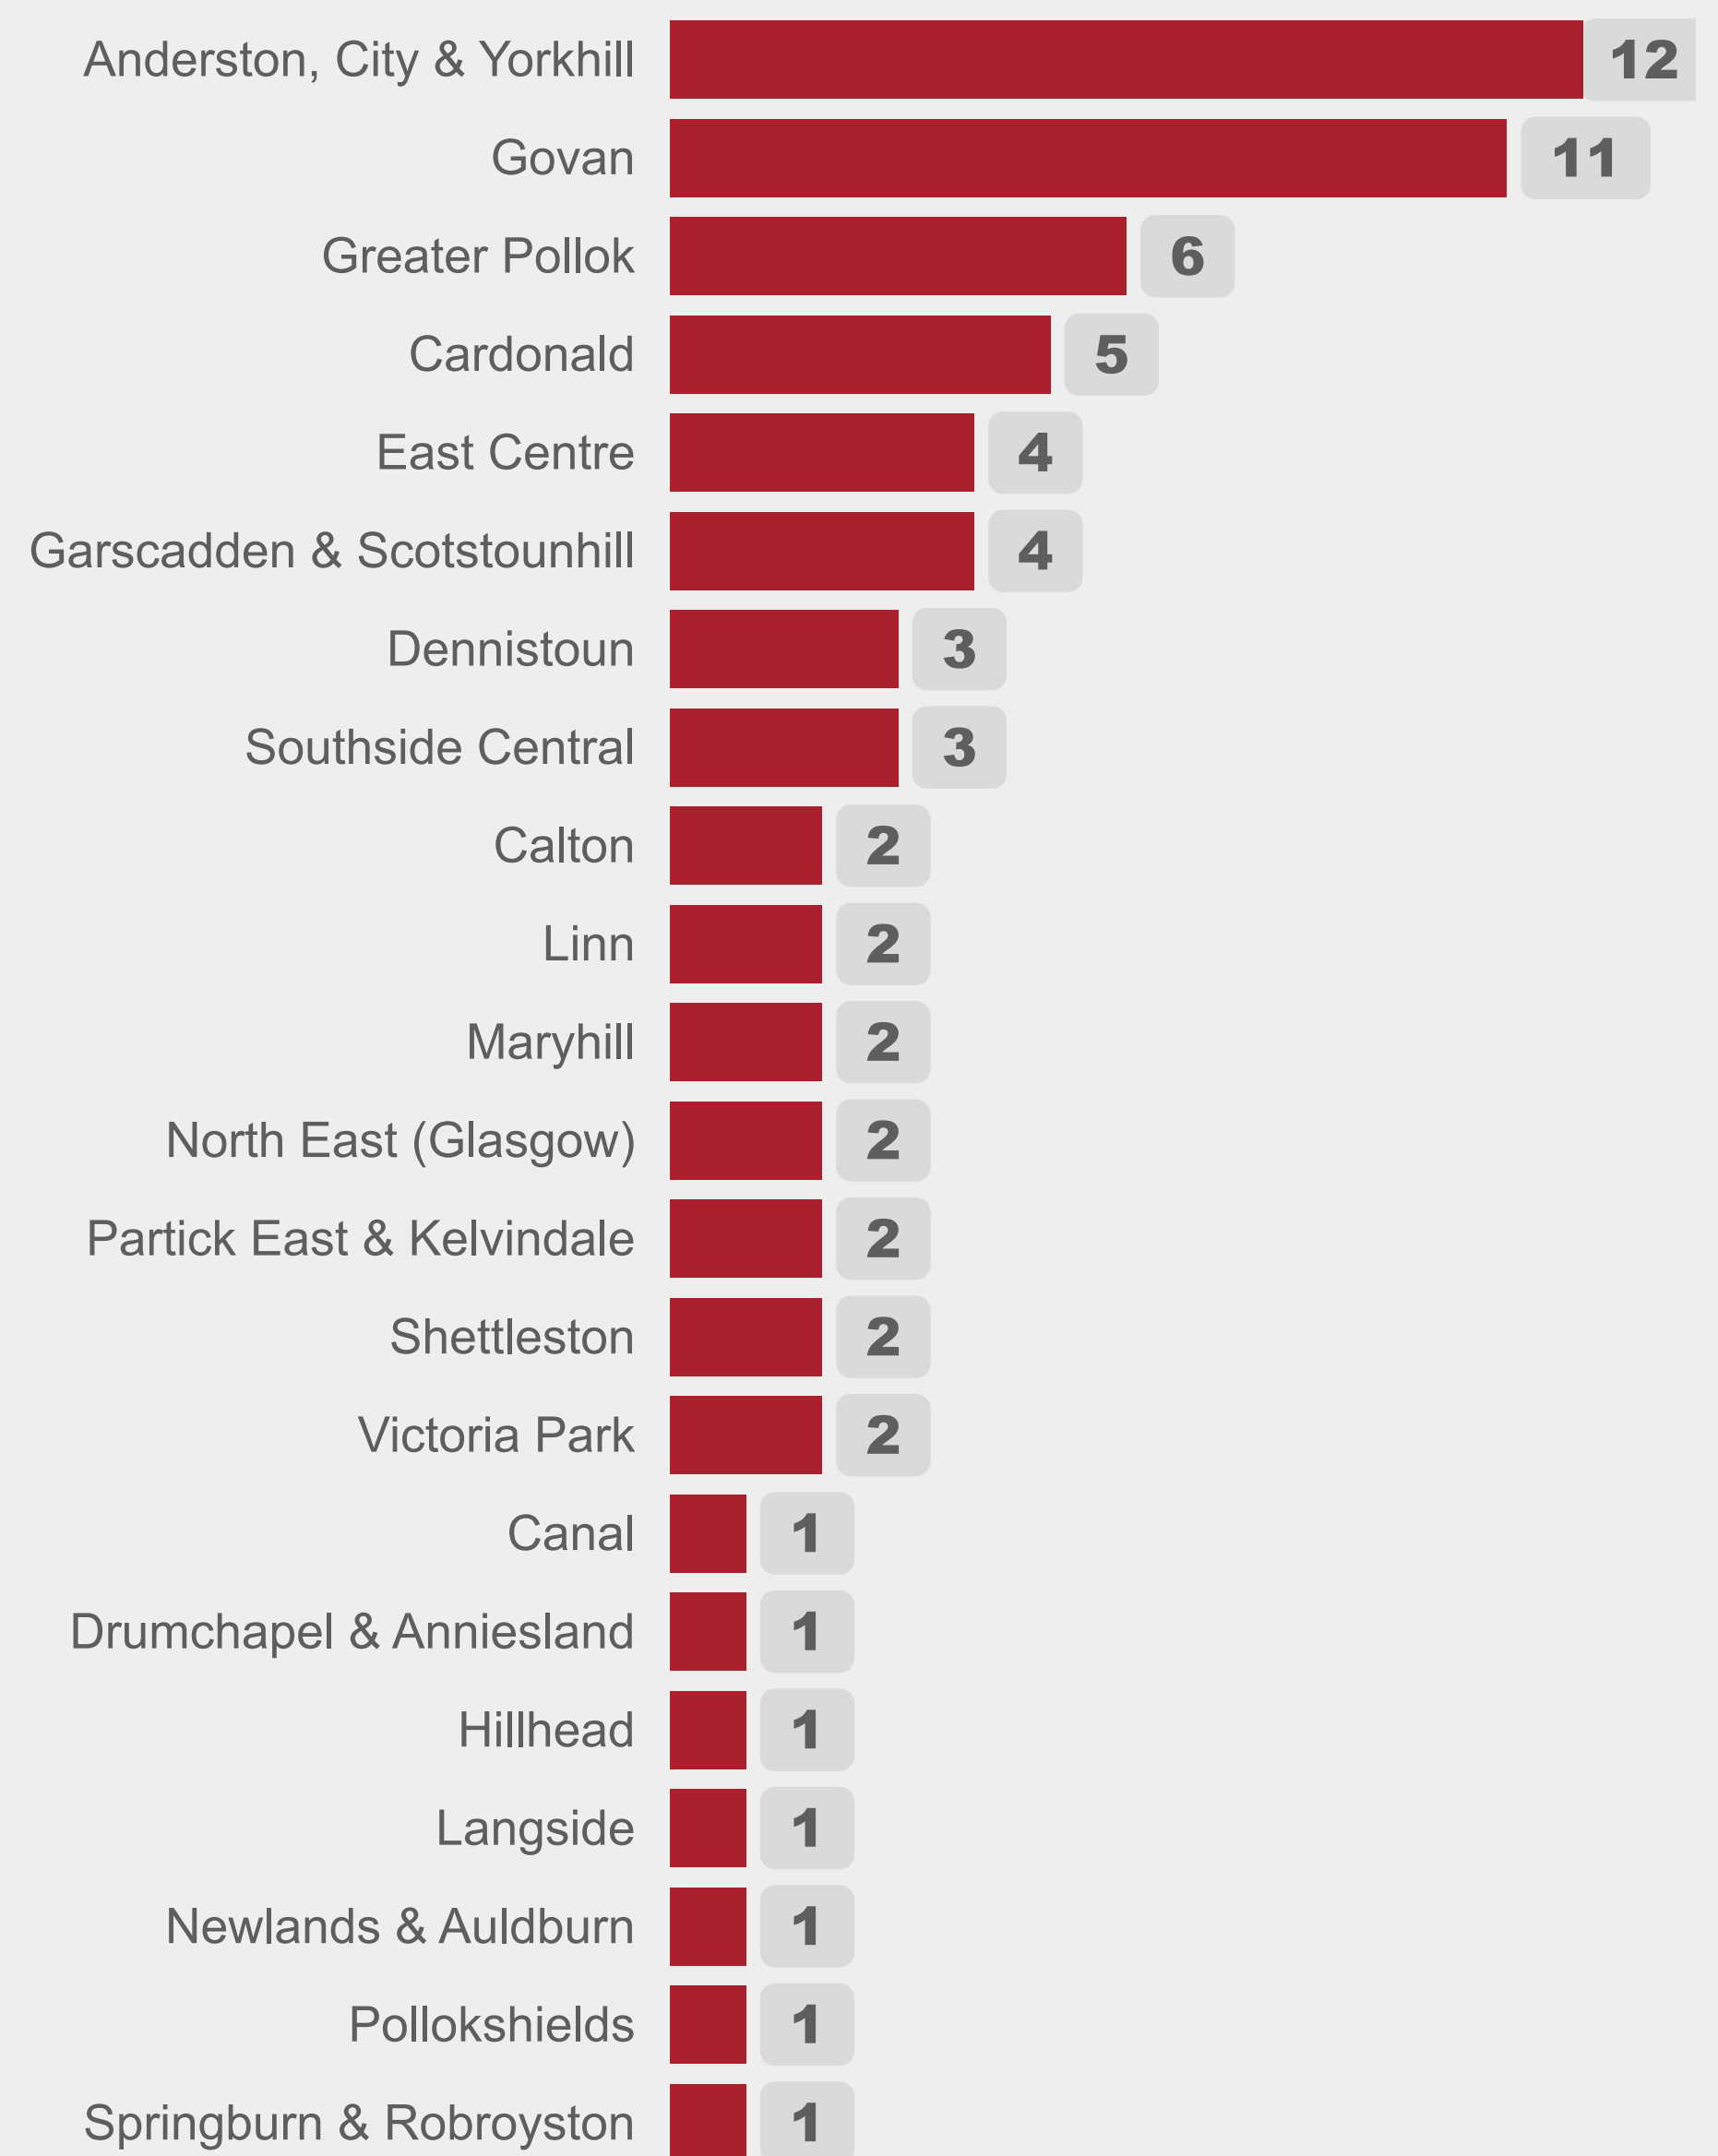 Anderston, City & Yorkhill 12
Govan 11
Greater Pollok 6
Cardonald 5
East Centre 4
Garscadden & Scotstounhill 4
Dennistoun 3
Southside Central 3
Calton 2
Linn 2
Maryhill 2
North East (Glasgow) 2
Partick East & Kelvindale 2
Shettleston 2
Victoria Park 2
Canal 1
Drumchapel & Anniesland 1
Hillhead 1
Langside 1
Newlands & Auldburn 1
Pollokshields 1
Springburn & Robroyston 1